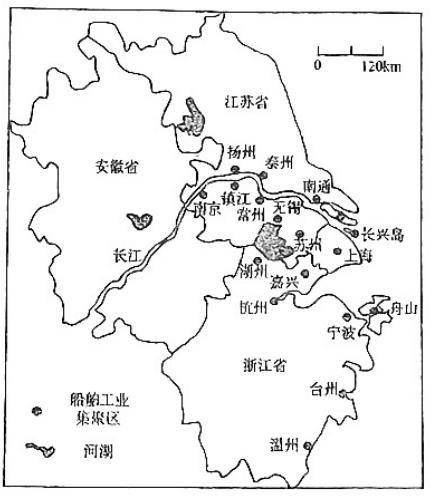 0 120km
江苏省
安徽省
扬州
泰州
南通
南京
镇江
常州
无锡
长兴岛
苏州
上海
长江
湖州
嘉兴
杭州
舟山
宁波
浙江省
台州
温州
船舶工业
集聚区
河湖